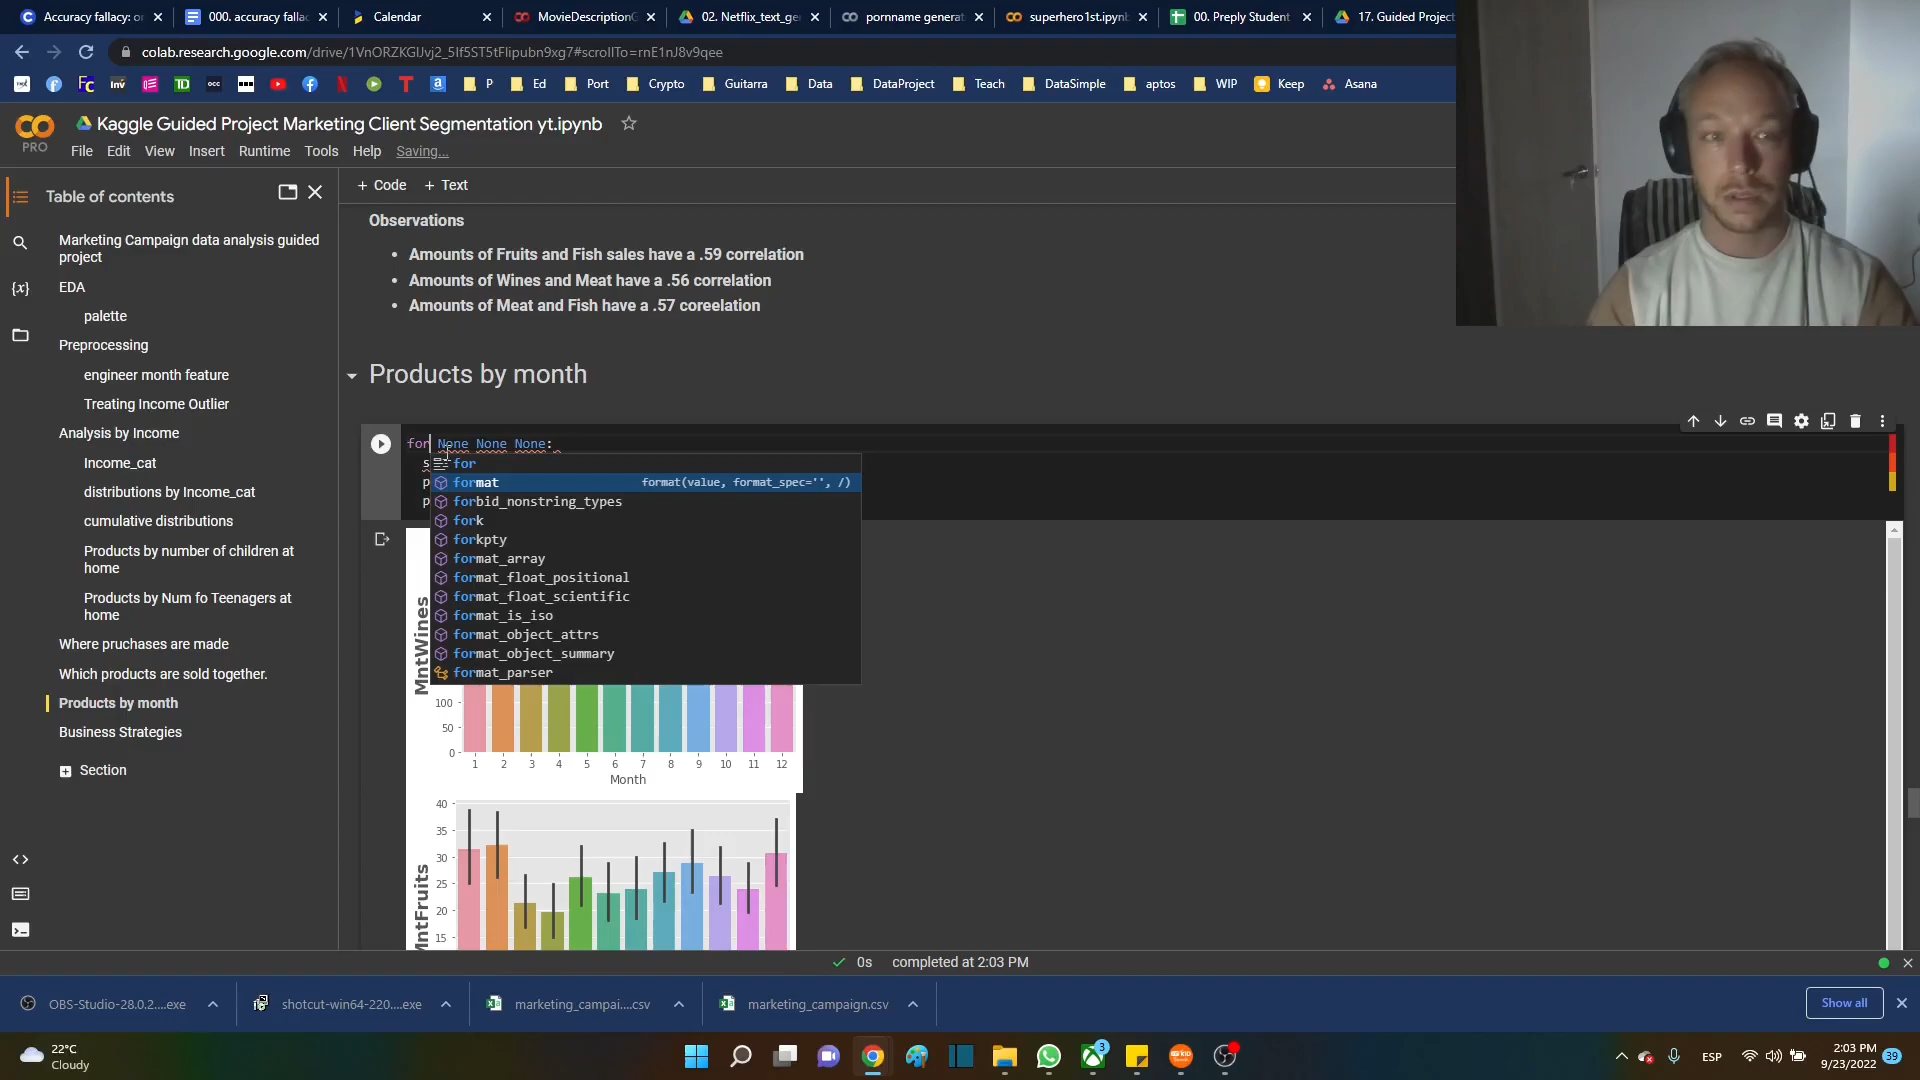 Accuracy fallacy: or
000. accuracy falla
Calendar
MovieDescriptionG
02. Netflix_text_ge
pornname generat
superhero1st.ipynb
00. Preply Student
17. Guided Project
colab.research.google.com/drive/1VnORZKGlJvj2_5lf5ST5tFlipubn9xg7#scrollTo=rnE1nJ8v9qee
P
Ed
Port
Crypto
Guitarra
Data
DataProject
Teach
DataSimple
aptos
WIP
Keep
Asana
PRO
Kaggle Guided Project Marketing Client Segmentation yt.ipynb
File Edit View Insert Runtime Tools Help Saving...
Table of contents
Marketing Campaign data analysis guided
project
EDA
palette
Preprocessing
engineer month feature
Treating Income Outlier
Analysis by Income
Income_cat
distributions by Income_cat
cumulative distributions
Products by number of children at
home
Products by Num fo Teenagers at
home
Where pruchases are made
Which products are sold together.
Products by month
Business Strategies
Section
+ Code + Text
Observations
• Amounts of Fruits and Fish sales have a .59 correlation
• Amounts of Wines and Meat have a .56 correlation
• Amounts of Meat and Fish have a .57 coreelation
Products by month
for None None None:
s
p
p
for
format format(value, format_spec='', /)
forbid_nonstring_types
fork
forkpty
format_array
format_float_positional
format_float_scientific
format_is_iso
format_object_attrs
format_object_summary
format_parser
MntWines
100
50
0
1 2 3 4 5 6 7 8 9 10 11 12
Month
MntFruits
40
35
30
25
20
15
0s completed at 2:03 PM
OBS-Studio-28.0.2....exe
shotcut-win64-220....exe
marketing_campai....csv
marketing_campaign.csv
Show all
22°C
Cloudy
3
ESP
2:03 PM
9/23/2022
39